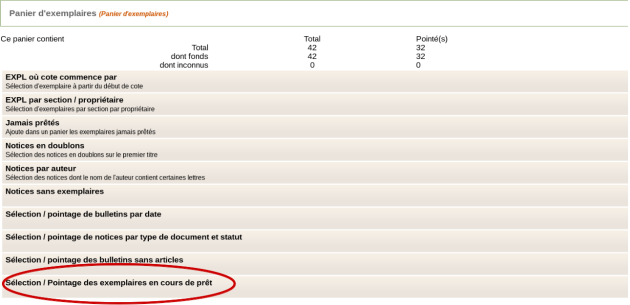 Panier d'exemplaires (Panier d'exemplaires)
Ce panier contient Total Pointé(s)
Total 42 32
dont fonds 42 32
dont inconnus 0 0
EXPL où cote commence par
Sélection d'exemplaire à partir du début de cote
EXPL par section / propriétaire
Sélection d'exemplaires par section par propriétaire
Jamais prêtés
Ajoute dans un panier les exemplaires jamais prêtés
Notices en doublons
Sélection des notices en doublons sur le premier titre
Notices par auteur
Sélection des notices dont le nom de l'auteur contient certaines lettres
Notices sans exemplaires
Sélection / pointage de bulletins par date
Sélection / pointage de notices par type de document et statut
Sélection / pointage des bulletins sans articles
Sélection / Pointage des exemplaires en cours de prêt